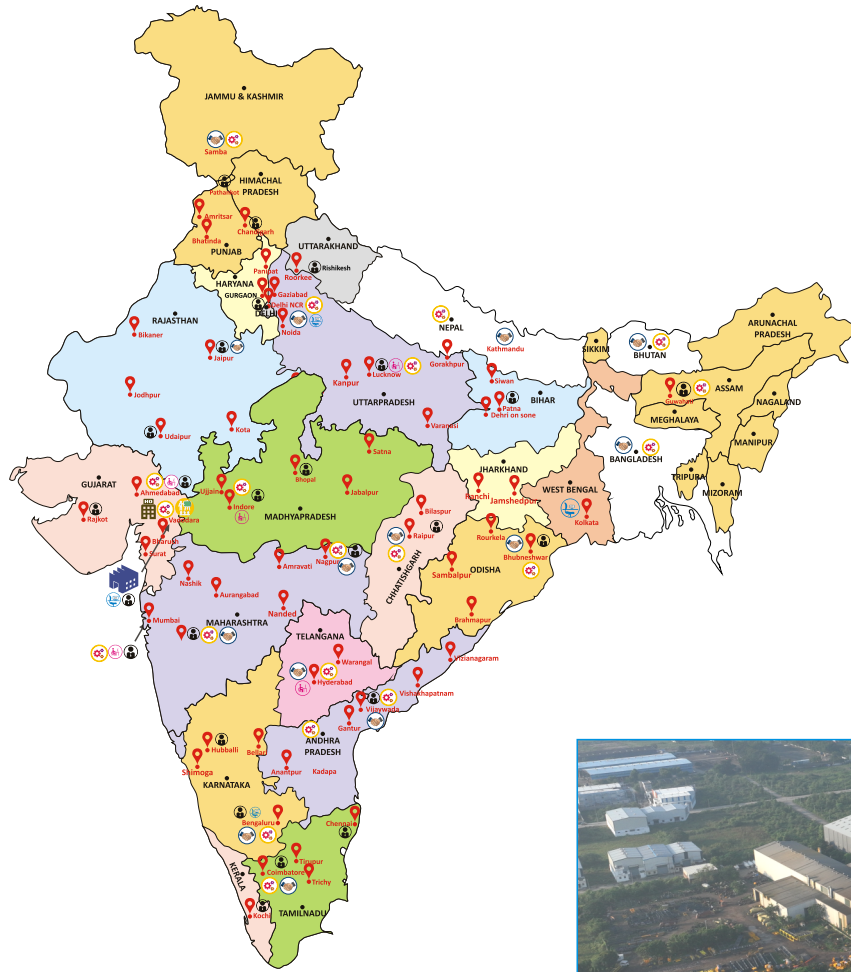 JAMMU & KASHMIR
Samba
HIMACHAL
PRADESH
Pathankot
Amritsar
Chandigarh
Bhatinda
PUNJAB
UTTARAKHAND
Panipat
Roorkee
Rishikesh
HARYANA
GURGAON
Gaziabad
Delhi NCR
DELHI
Noida
RAJASTHAN
Bikaner
Jaipur
Jodhpur
Kota
Udaipur
NEPAL
Kathmandu
Gorakhpur
Kanpur
Lucknow
UTTARPRADESH
Varanasi
SIKKIM
BHUTAN
ARUNACHAL
PRADESH
Siwan
BIHAR
Patna
Dehri on sone
Guwahati
ASSAM
NAGALAND
MEGHALAYA
MANIPUR
BANGLADESH
TRIPURA
MIZORAM
GUJARAT
Ahmedabad
Rajkot
Vadodara
Bharush
Surat
Satna
Bhopal
Ujjain
Indore
Jabalpur
MADHYAPRADESH
JHARKHAND
Ranchi
Jamshedpur
WEST BENGAL
Kolkata
Bilaspur
Raipur
CHHATISHGARH
Rourkela
Bhubneshwar
Sambalpur
ODISHA
Brahmapur
Nagpur
Amravati
Nashik
Aurangabad
Nanded
Mumbai
MAHARASHTRA
TELANGANA
Warangal
Hyderabad
Vizianagaram
Vishakhapatnam
Vijaywada
Gantur
ANDHRA
PRADESH
Anantpur
Kadapa
Hubballi
Bellari
Shimoga
KARNATAKA
Bengaluru
Chennai
KERALA
Tirupur
Coimbatore
Trichy
Kochi
TAMILNADU